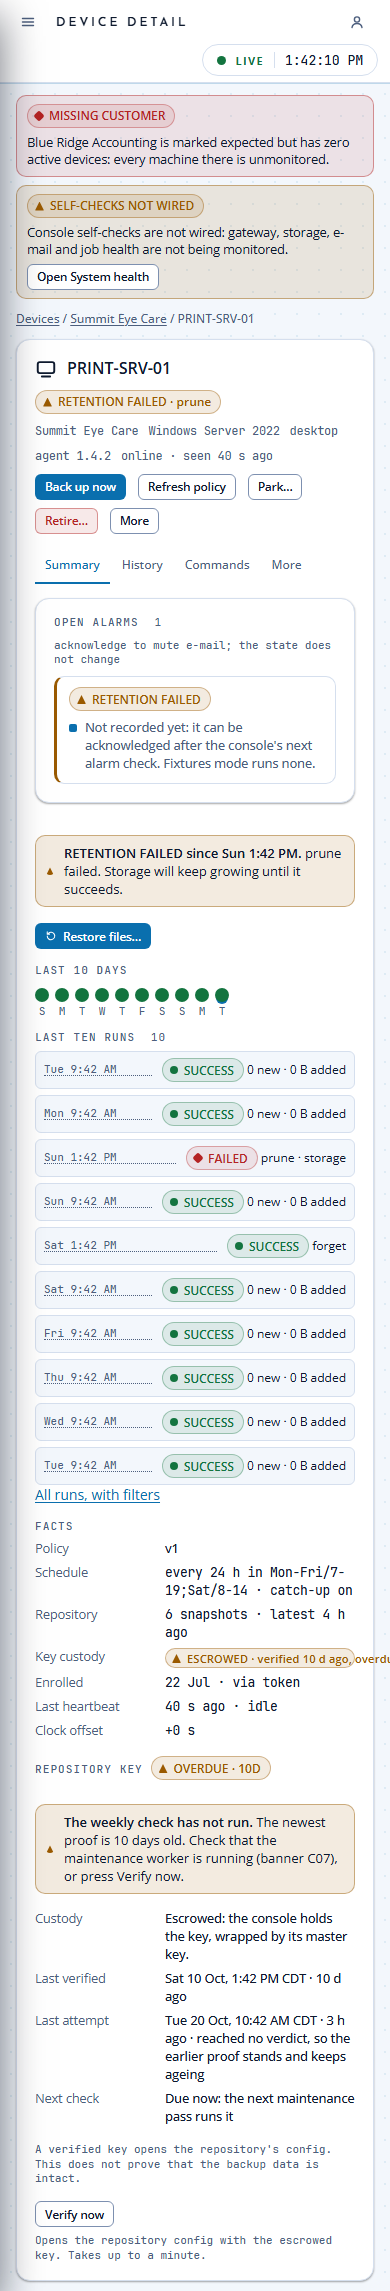 DEVICE DETAIL
LIVE 1:42:10 PM
MISSING CUSTOMER
Blue Ridge Accounting is marked expected but has zero
active devices: every machine there is unmonitored.
SELF-CHECKS NOT WIRED
Console self-checks are not wired: gateway, storage, e-
mail and job health are not being monitored.
Open System health
Devices / Summit Eye Care / PRINT-SRV-01
PRINT-SRV-01
RETENTION FAILED · prune
Summit Eye Care Windows Server 2022 desktop
agent 1.4.2 online · seen 40 s ago
Back up now Refresh policy Park...
Retire... More
Summary History Commands More
OPEN ALARMS 1
acknowledge to mute e-mail; the state does
not change
RETENTION FAILED
Not recorded yet: it can be
acknowledged after the console's next
alarm check. Fixtures mode runs none.
RETENTION FAILED since Sun 1:42 PM. prune
failed. Storage will keep growing until it
succeeds.
Restore files...
LAST 10 DAYS
S M T W T F S S M T
LAST TEN RUNS 10
Tue 9:42 AM SUCCESS 0 new · 0 B added
Mon 9:42 AM SUCCESS 0 new · 0 B added
Sun 1:42 PM FAILED prune · storage
Sun 9:42 AM SUCCESS 0 new · 0 B added
Sat 1:42 PM SUCCESS forget
Sat 9:42 AM SUCCESS 0 new · 0 B added
Fri 9:42 AM SUCCESS 0 new · 0 B added
Thu 9:42 AM SUCCESS 0 new · 0 B added
Wed 9:42 AM SUCCESS 0 new · 0 B added
Tue 9:42 AM SUCCESS 0 new · 0 B added
All runs, with filters
FACTS
Policy v1
Schedule every 24 h in Mon-Fri/7-
19;Sat/8-14 · catch-up on
Repository 6 snapshots · latest 4 h
ago
Key custody ESCROWED · verified 10 d ago, overdu
Enrolled 22 Jul · via token
Last heartbeat 40 s ago · idle
Clock offset +0 s
REPOSITORY KEY OVERDUE · 10D
The weekly check has not run. The newest
proof is 10 days old. Check that the
maintenance worker is running (banner C07),
or press Verify now.
Custody Escrowed: the console holds
the key, wrapped by its master
key.
Last verified Sat 10 Oct, 1:42 PM CDT · 10 d
ago
Last attempt Tue 20 Oct, 10:42 AM CDT · 3 h
ago · reached no verdict, so the
earlier proof stands and keeps
ageing
Next check Due now: the next maintenance
pass runs it
A verified key opens the repository's config.
This does not prove that the backup data is
intact.
Verify now
Opens the repository config with the escrowed
key. Takes up to a minute.